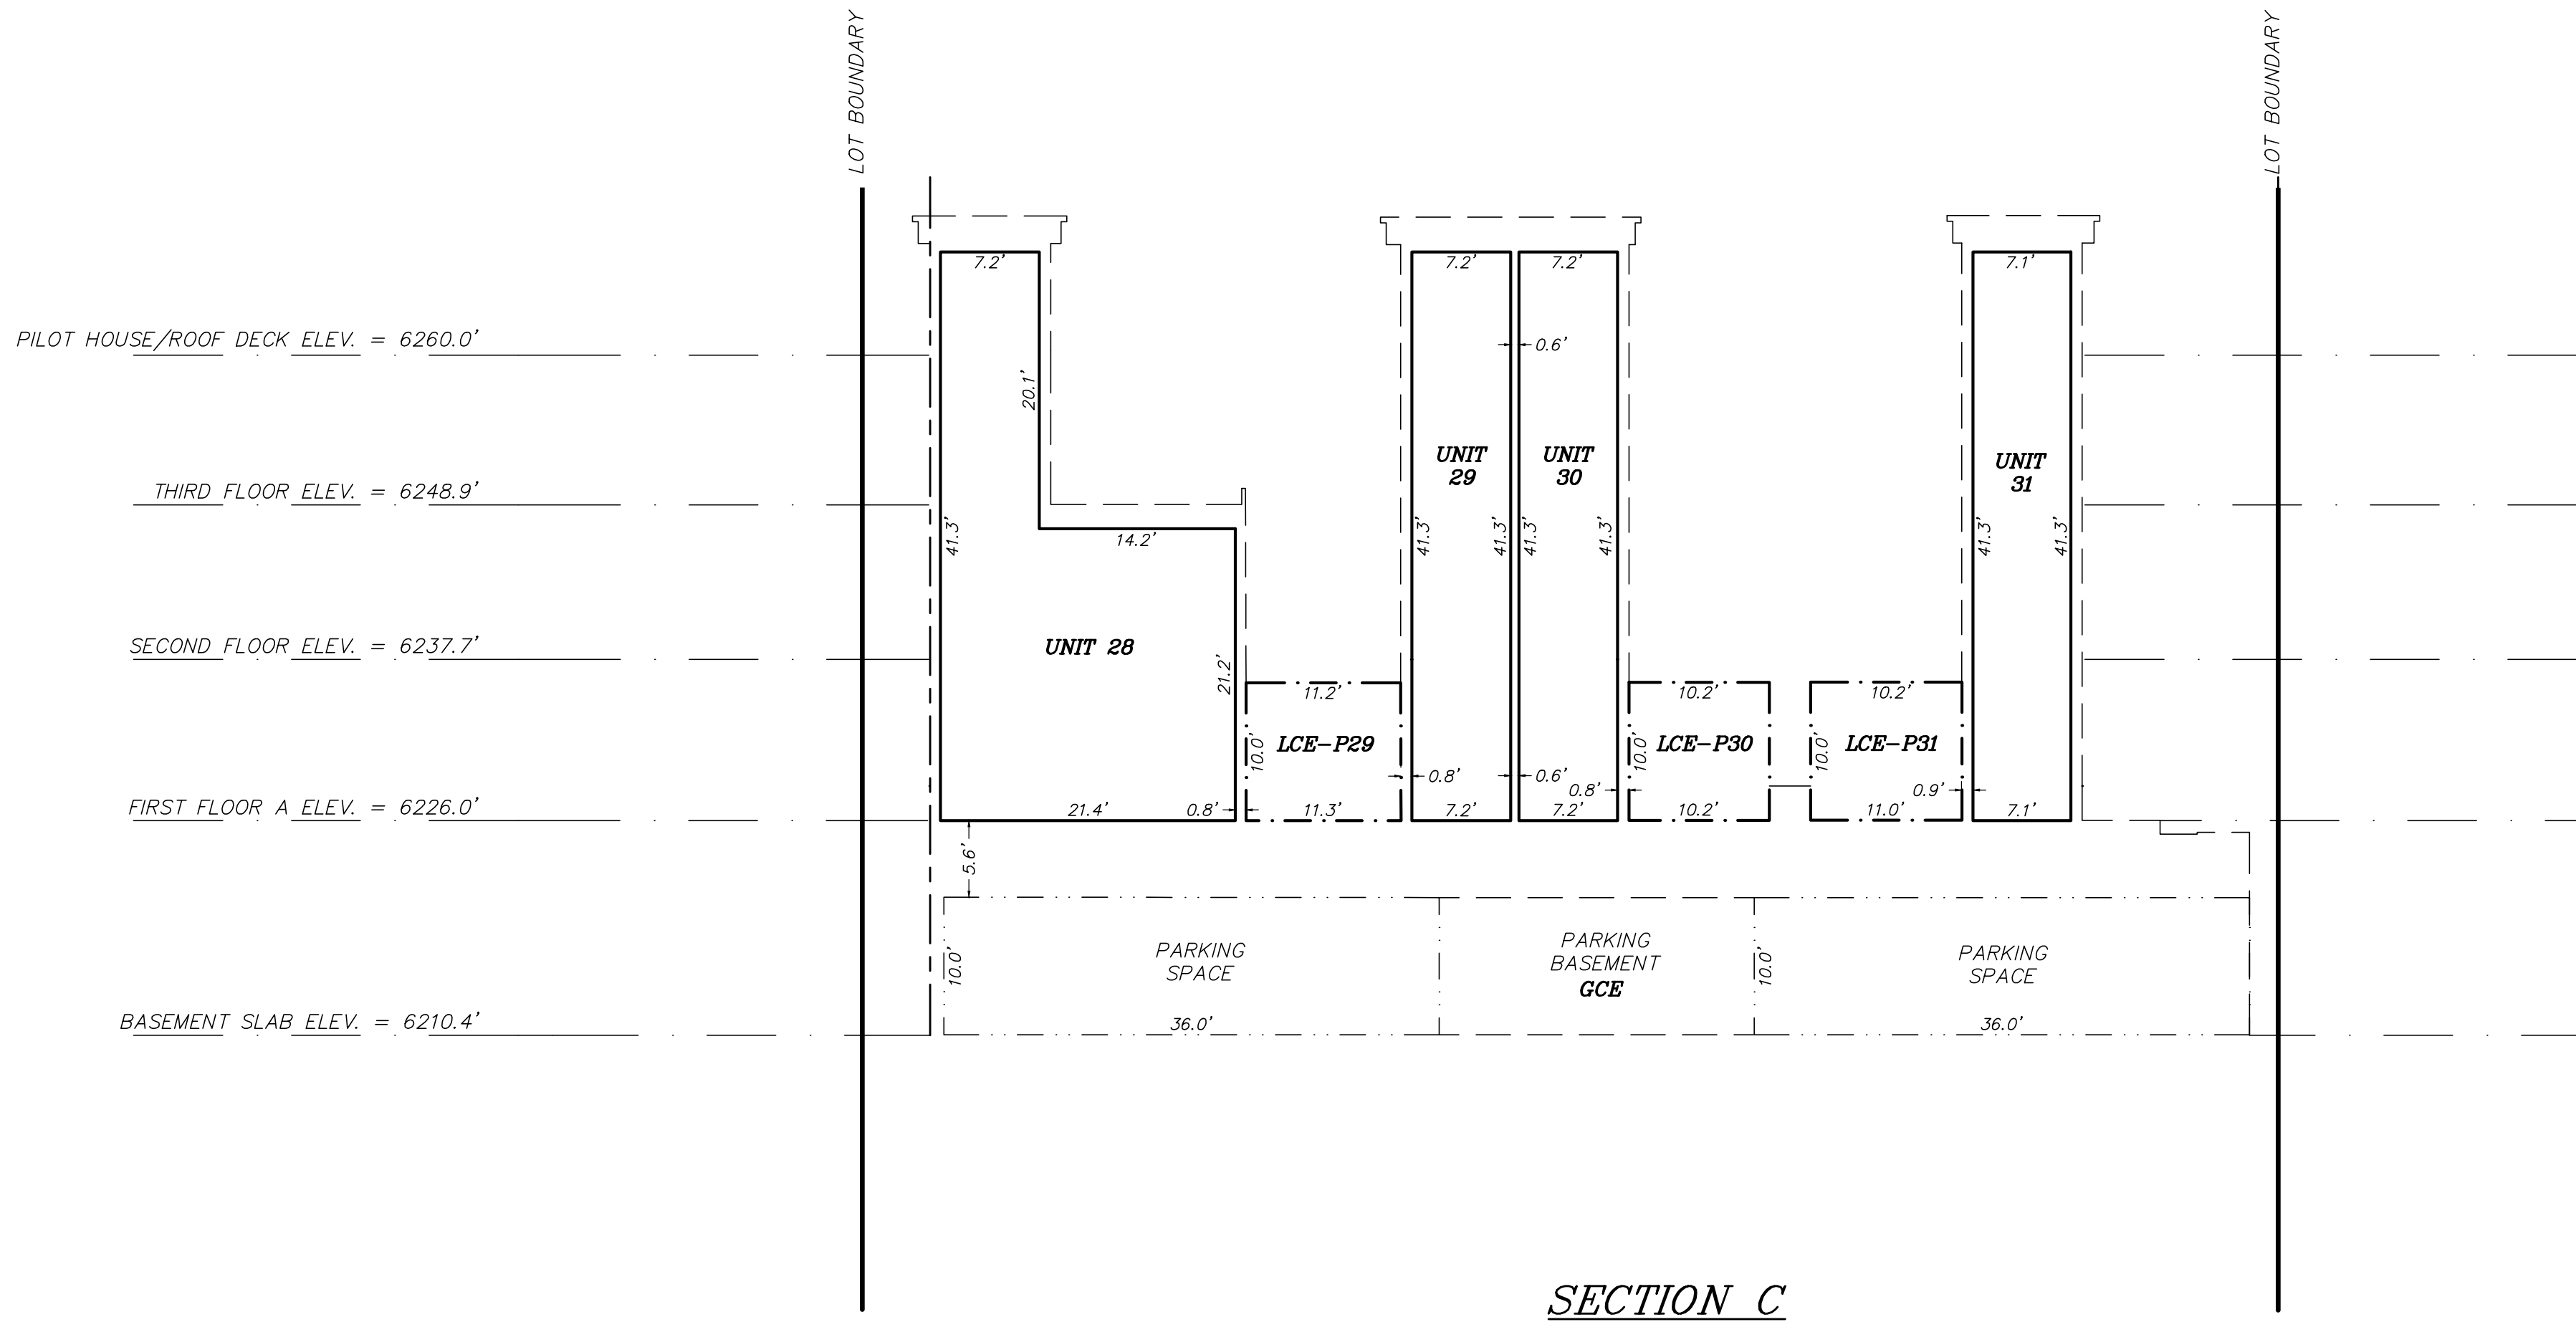 LOT BOUNDARY
LOT BOUNDARY
7.2'
7.2'
7.2'
7.1'
PILOT HOUSE/ROOF DECK ELEV. = 6260.0'
0.6'
20.1'
UNIT
29
UNIT
30
UNIT
31
THIRD FLOOR ELEV. = 6248.9'
41.3'
14.2'
41.3'
41.3'
41.3'
41.3'
41.3'
41.3'
SECOND FLOOR ELEV. = 6237.7'
UNIT 28
21.2'
11.2'
10.2'
10.2'
10.0'
LCE-P29
10.0'
LCE-P30
10.0'
LCE-P31
0.8'
0.6'
0.8'
0.9'
FIRST FLOOR A ELEV. = 6226.0'
21.4'
0.8'
11.3'
7.2'
7.2'
10.2'
11.0'
7.1'
5.6'
10.0'
PARKING
SPACE
PARKING
BASEMENT
GCE
10.0'
PARKING
SPACE
BASEMENT SLAB ELEV. = 6210.4'
36.0'
36.0'
SECTION C